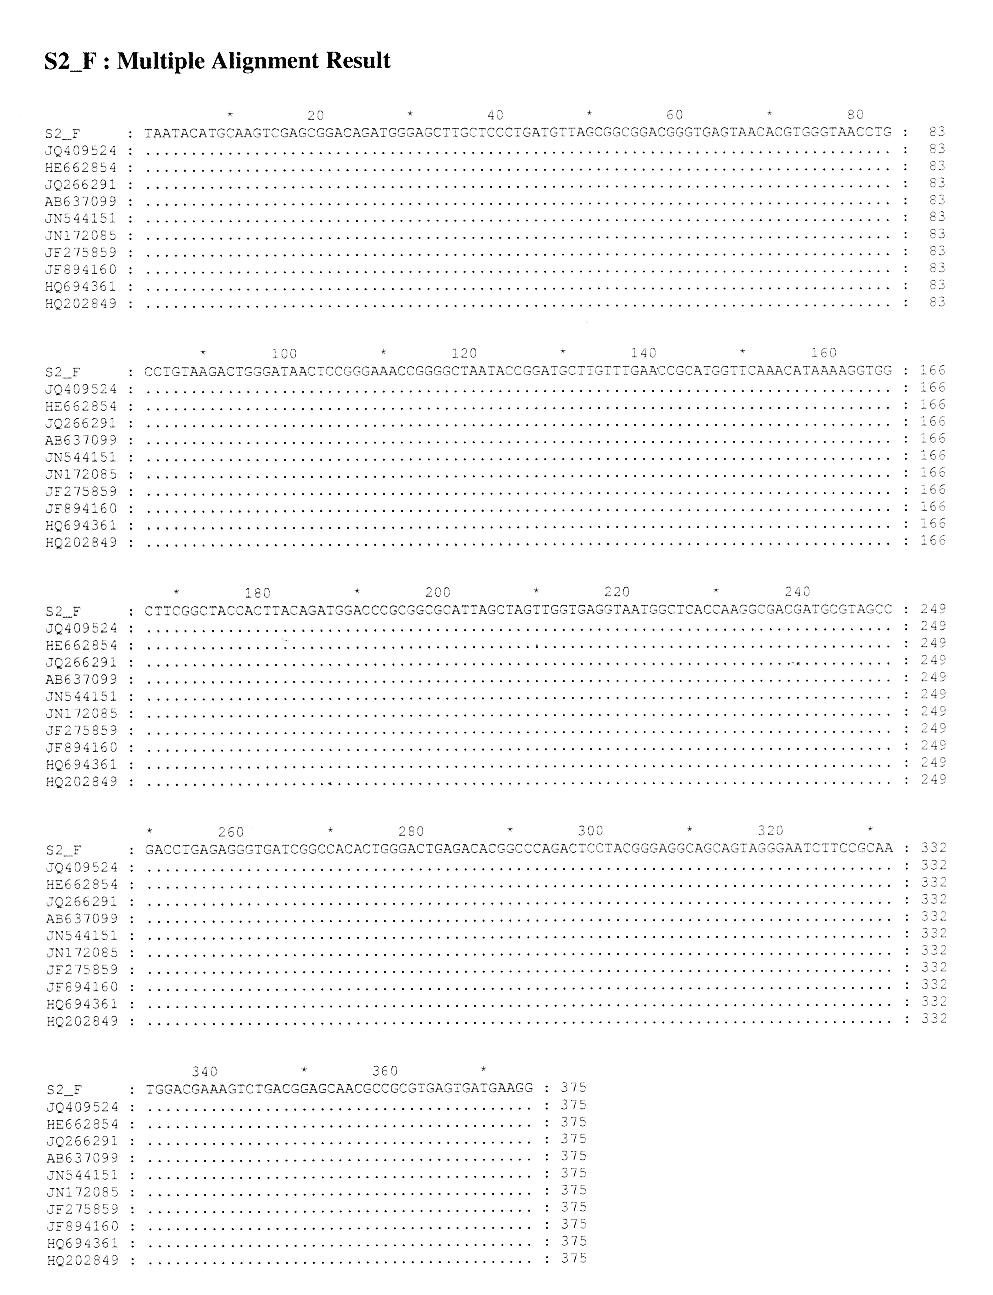 S2_F : Multiple Alignment Result
* 20 * 40 * 60 * 80
S2_F : TAATACATGCAAGTCGAGCGGACAGATGGGAGCTTGCTCCCTGATGTTAGCGGCGGACGGGTGAGTAACACGTGGGTAACCTG : 83
JQ409524 : ................................................................................... : 83
HE662854 : ................................................................................... : 83
JQ266291 : ................................................................................... : 83
AB637099 : ................................................................................... : 83
JN544151 : ................................................................................... : 83
JN172085 : ................................................................................... : 83
JF275859 : ................................................................................... : 83
JF894160 : ................................................................................... : 83
HQ694361 : ................................................................................... : 83
HQ202849 : ................................................................................... : 83
* 100 * 120 * 140 * 160
S2_F : CCTGTAAGACTGGGATAACTCCGGGAAACCGGGGCTAATACCGGATGCTTGTTTGAACCGCATGGTTCAAACATAAAAGGTGG : 166
JQ409524 : ................................................................................... : 166
HE662854 : ................................................................................... : 166
JQ266291 : ................................................................................... : 166
AB637099 : ................................................................................... : 166
JN544151 : ................................................................................... : 166
JN172085 : ................................................................................... : 166
JF275859 : ................................................................................... : 166
JF894160 : ................................................................................... : 166
HQ694361 : ................................................................................... : 166
HQ202849 : ................................................................................... : 166
* 180 * 200 * 220 * 240
S2_F : CTTCGGCTACCACTTACAGATGGACCCGCGGCGCATTAGCTAGTTGGTGAGGTAATGGCTCACCAAGGCGACGATGCGTAGCC : 249
JQ409524 : ................................................................................... : 249
HE662854 : ................................................................................... : 249
JQ266291 : ................................................................................... : 249
AB637099 : ................................................................................... : 249
JN544151 : ................................................................................... : 249
JN172085 : ................................................................................... : 249
JF275859 : ................................................................................... : 249
JF894160 : ................................................................................... : 249
HQ694361 : ................................................................................... : 249
HQ202849 : ................................................................................... : 249
* 260 * 280 * 300 * 320 *
S2_F : GACCTGAGAGGGTGATCGGCCACACTGGGACTGAGACACGGCCCAGACTCCTACGGGAGGCAGCAGTAGGGAATCTTCCGCAA : 332
JQ409524 : ................................................................................... : 332
HE662854 : ................................................................................... : 332
JQ266291 : ................................................................................... : 332
AB637099 : ................................................................................... : 332
JN544151 : ................................................................................... : 332
JN172085 : ................................................................................... : 332
JF275859 : ................................................................................... : 332
JF894160 : ................................................................................... : 332
HQ694361 : ................................................................................... : 332
HQ202849 : ................................................................................... : 332
340 * 360 *
S2_F : TGGACGAAAGTCTGACGGAGCAACGCCGCGTGAGTGATGAAGG : 375
JQ409524 : ........................................... : 375
HE662854 : ........................................... : 375
JQ266291 : ........................................... : 375
AB637099 : ........................................... : 375
JN544151 : ........................................... : 375
JN172085 : ........................................... : 375
JF275859 : ........................................... : 375
JF894160 : ........................................... : 375
HQ694361 : ........................................... : 375
HQ202849 : ........................................... : 375